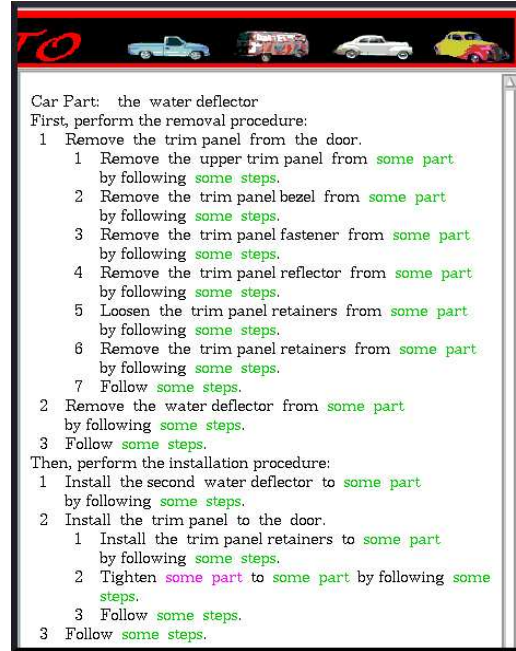 TO
Car Part: the water deflector
First, perform the removal procedure:
1 Remove the trim panel from the door.
1 Remove the upper trim panel from some part
by following some steps.
2 Remove the trim panel bezel from some part
by following some steps.
3 Remove the trim panel fastener from some part
by following some steps.
4 Remove the trim panel reflector from some part
by following some steps.
5 Loosen the trim panel retainers from some part
by following some steps.
6 Remove the trim panel retainers from some part
by following some steps.
7 Follow some steps.
2 Remove the water deflector from some part
by following some steps.
3 Follow some steps.
Then, perform the installation procedure:
1 Install the second water deflector to some part
by following some steps.
2 Install the trim panel to the door.
1 Install the trim panel retainers to some part
by following some steps.
2 Tighten some part to some part by following some
steps.
3 Follow some steps.
3 Follow some steps.